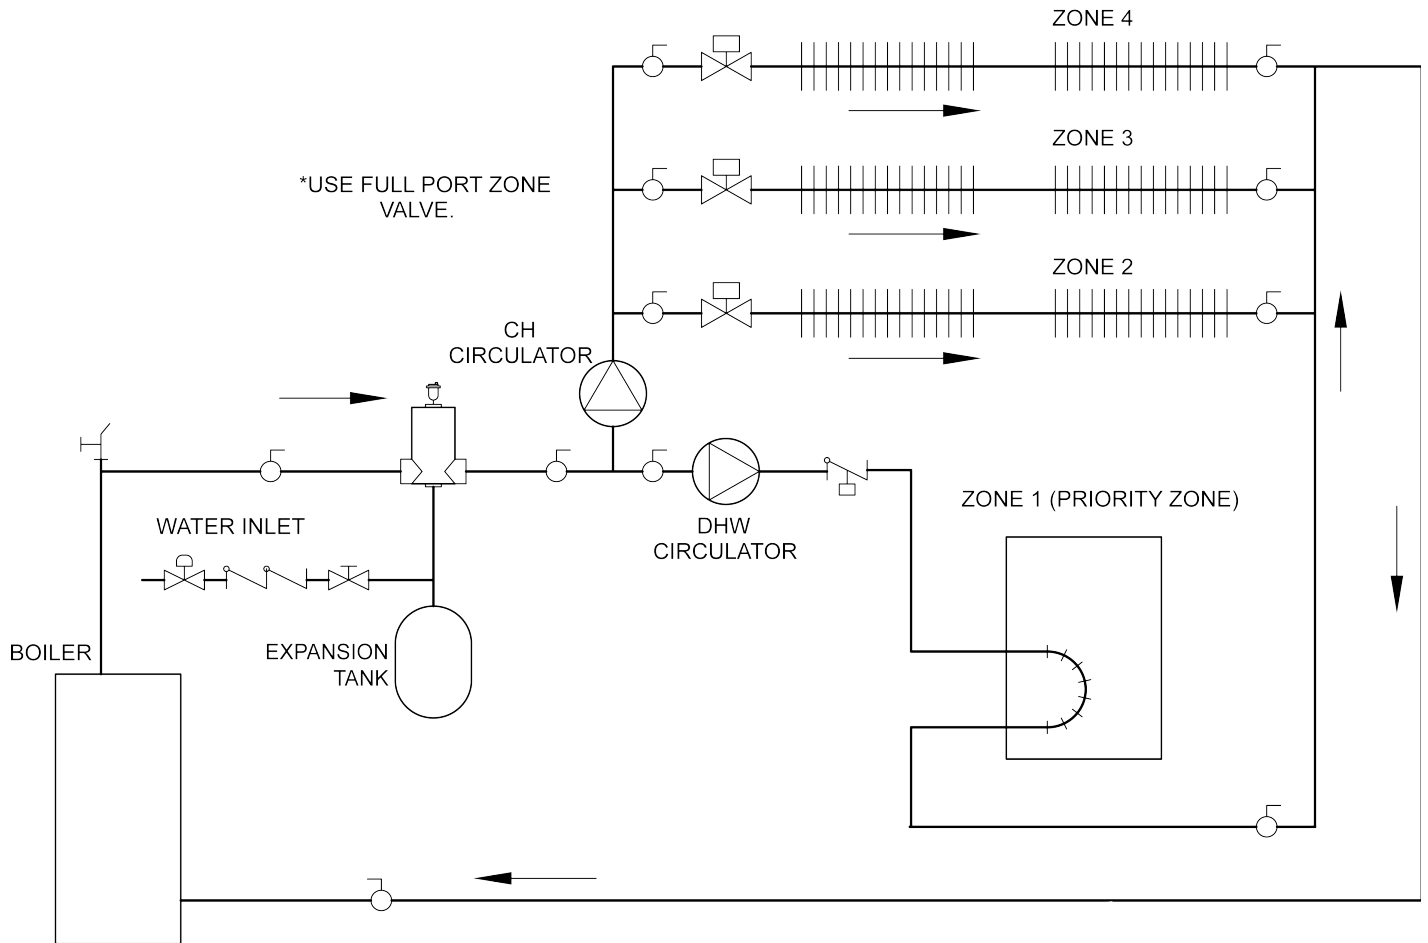 ZONE 4
ZONE 3
*USE FULL PORT ZONE
VALVE.
ZONE 2
CH
CIRCULATOR
ZONE 1 (PRIORITY ZONE)
WATER INLET
DHW
CIRCULATOR
BOILER
EXPANSION
TANK